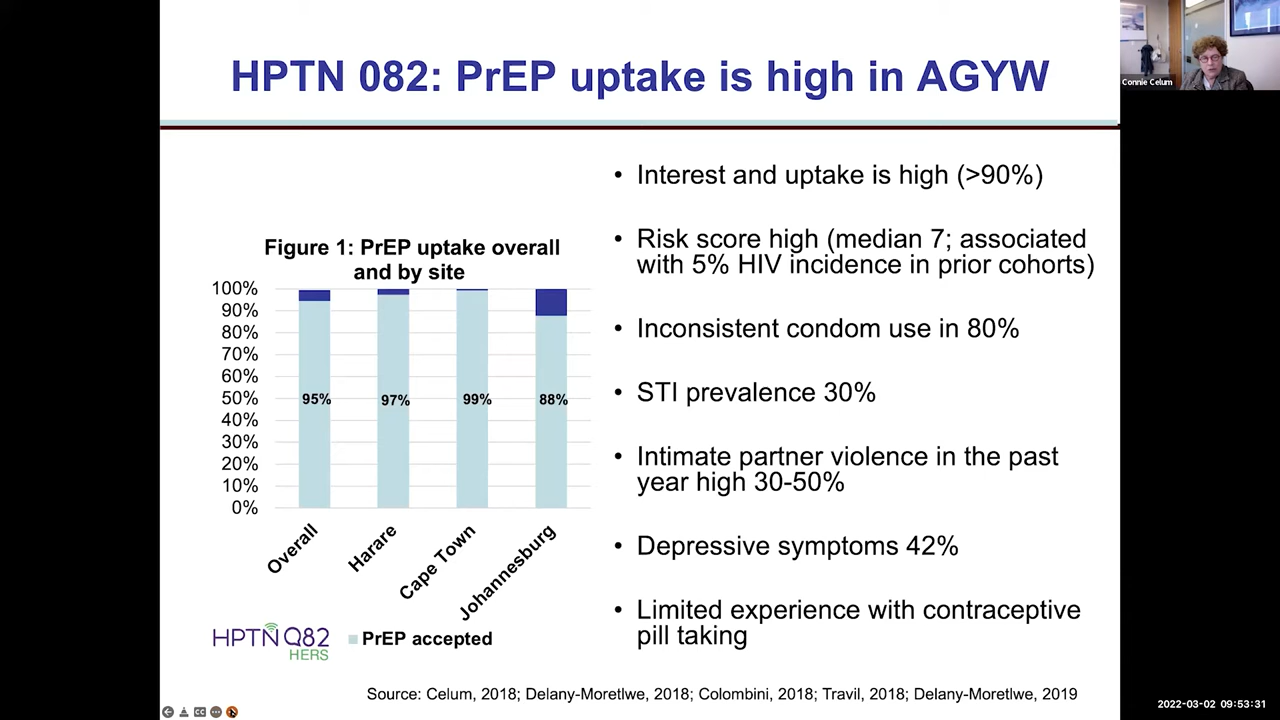 HPTN 082: PrEP uptake is high in AGYW
Connie Celum
Figure 1: PrEP uptake overall
and by site
100%
90%
80%
70%
60%
50%
40%
30%
20%
10%
0%
95%
97%
99%
88%
Overall
Harare
Cape Town
Johannesburg
PrEP accepted
HPTN 082
HERS
• Interest and uptake is high (>90%)
• Risk score high (median 7; associated
with 5% HIV incidence in prior cohorts)
• Inconsistent condom use in 80%
• STI prevalence 30%
• Intimate partner violence in the past
year high 30-50%
• Depressive symptoms 42%
• Limited experience with contraceptive
pill taking
Source: Celum, 2018; Delany-Moretlwe, 2018; Colombini, 2018; Travil, 2018; Delany-Moretlwe, 2019
CC
2022-03-02 09:53:31